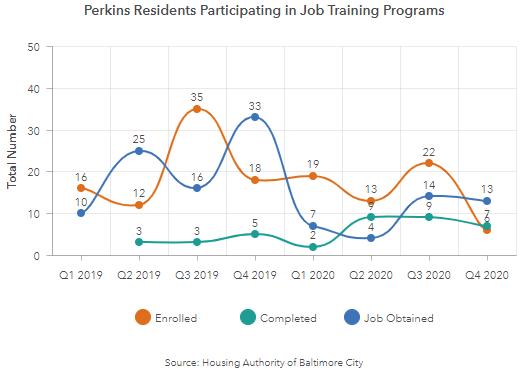 Perkins Residents Participating in Job Training Programs
Total Number
50
40
30
20
10
0
16 12 35 18 19 13 22 6
3 3 5 2 9 9 7
10 25 16 33 7 4 14 13
Q1 2019 Q2 2019 Q3 2019 Q4 2019 Q1 2020 Q2 2020 Q3 2020 Q4 2020
Enrolled Completed Job Obtained
Source: Housing Authority of Baltimore City